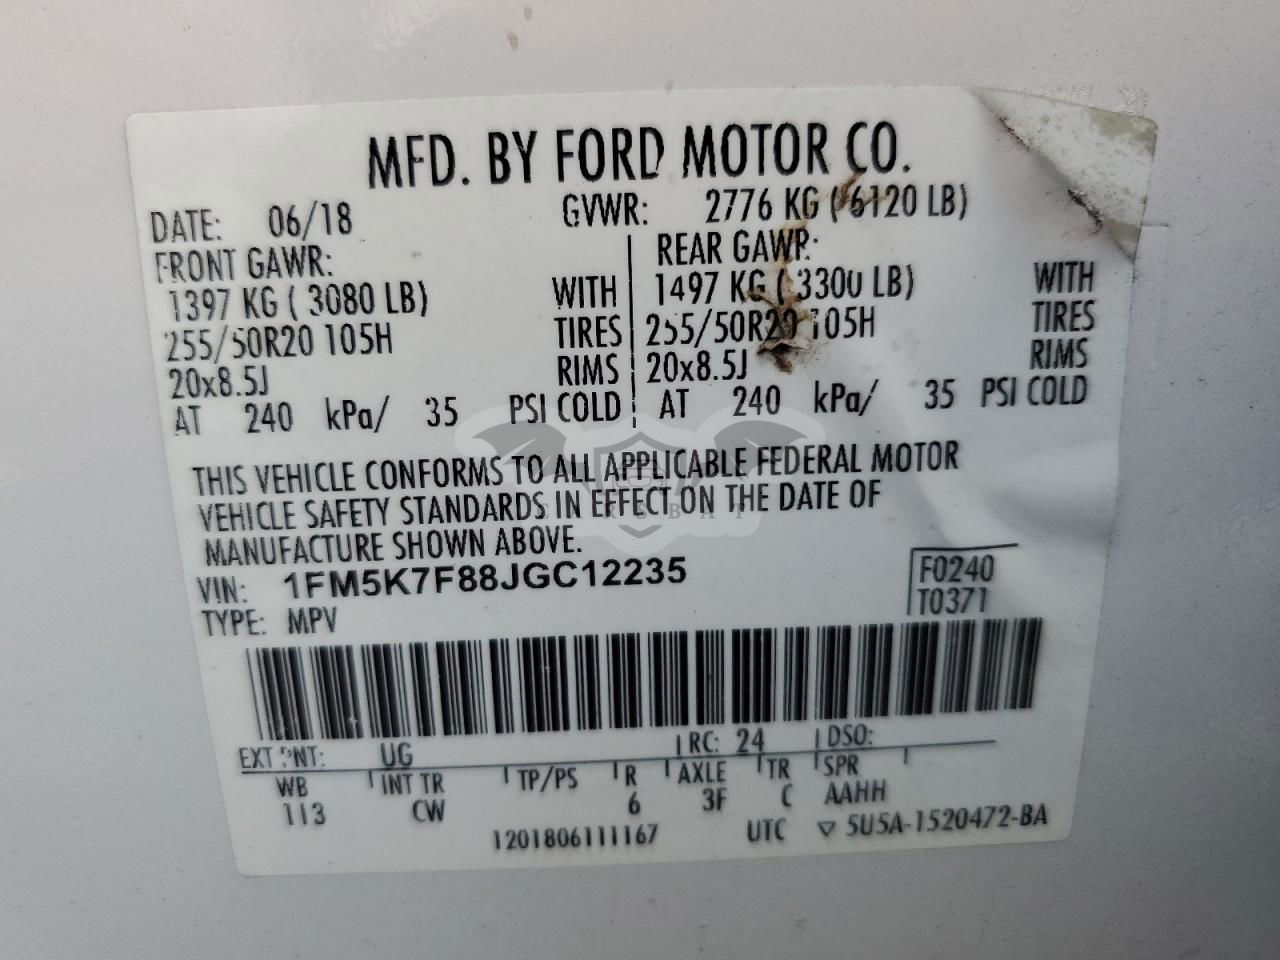 MFD. BY FORD MOTOR CO.
DATE: 06/18 GVWR: 2776 KG ( 6120 LB)
FRONT GAWR: REAR GAWR:
1397 KG ( 3080 LB) WITH 1497 KG ( 3300 LB) WITH
255/50R20 105H TIRES 255/50R20 105H TIRES
20x8.5J RIMS 20x8.5J RIMS
AT 240 kPa/ 35 PSI COLD AT 240 kPa/ 35 PSI COLD
THIS VEHICLE CONFORMS TO ALL APPLICABLE FEDERAL MOTOR
VEHICLE SAFETY STANDARDS IN EFFECT ON THE DATE OF
MANUFACTURE SHOWN ABOVE.
VIN: 1FM5K7F88JGC12235 F0240
TYPE: MPV T0371
EXT PNT: UG RC: 24 DSO:
WB INT TR TP/PS R AXLE TR SPR
113 CW 6 3F C AAHH
1201806111167 UTC ▽ 5U5A-1520472-BA